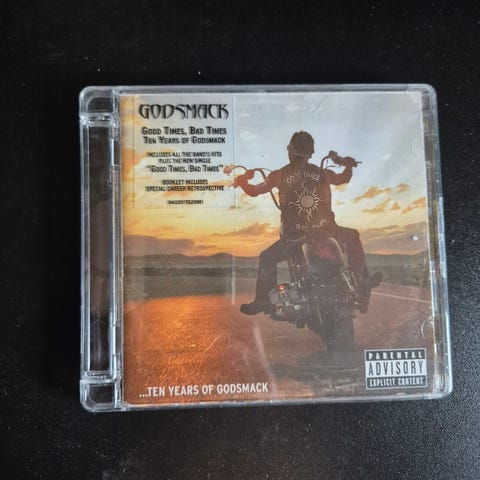 GODSMACK
GOOD TIMES, BAD TIMES
TEN YEARS OF GODSMACK
INCLUDES ALL THE BAND'S HITS
PLUS THE NEW SINGLE
"GOOD TIMES, BAD TIMES"
BOOKLET INCLUDES
SPECIAL CAREER RETROSPECTIVE
GOOD TIMES
BAD TIMES
...TEN YEARS OF GODSMACK
PARENTAL
ADVISORY
EXPLICIT CONTENT